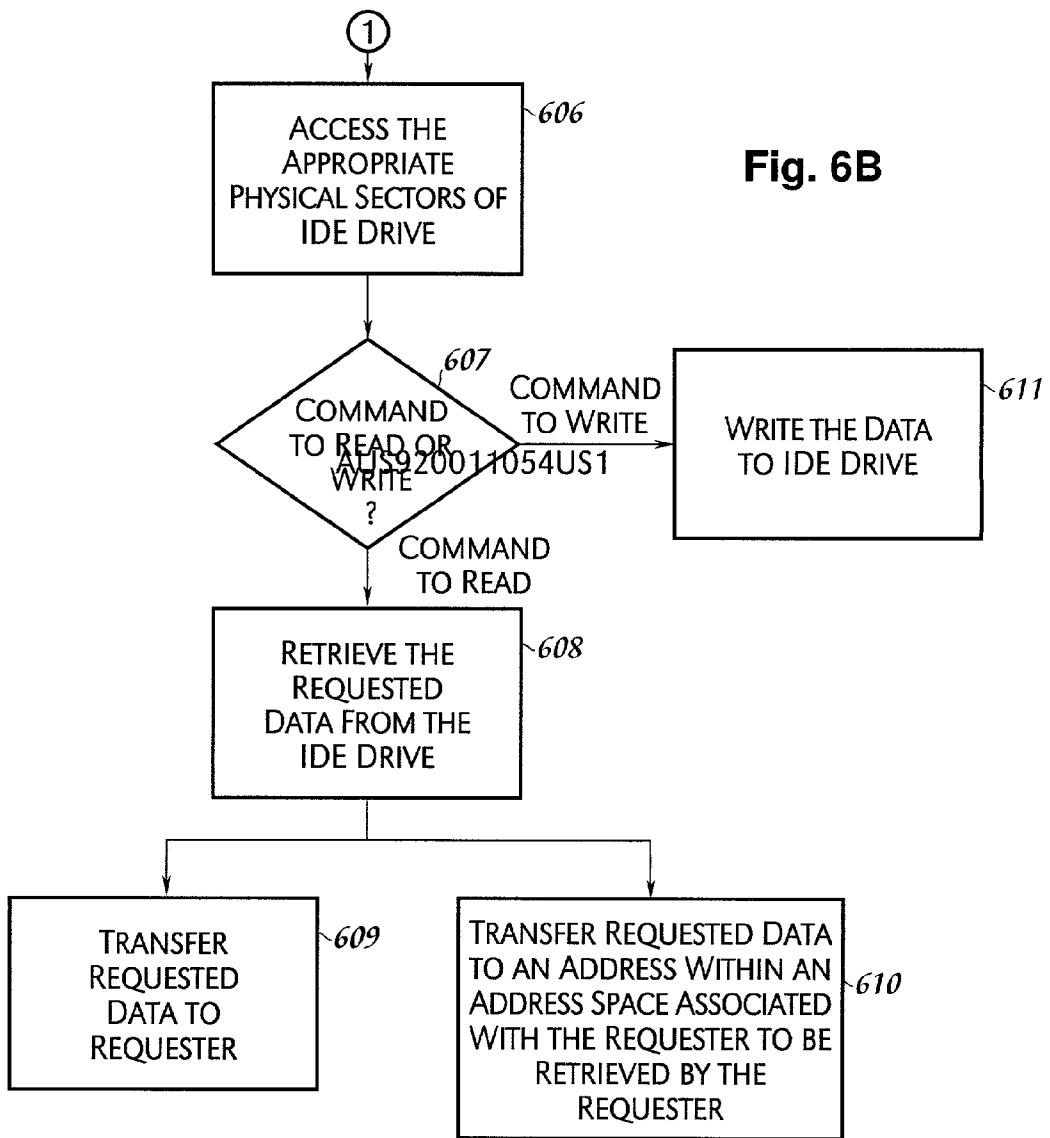 1
ACCESS THE
APPROPRIATE
PHYSICAL SECTORS OF
IDE DRIVE
606
Fig. 6B
607
COMMAND
TO READ OR
WRITE
?
AUS920011054US1
COMMAND
TO WRITE
WRITE THE DATA
TO IDE DRIVE
611
COMMAND
TO READ
RETRIEVE THE
REQUESTED
DATA FROM THE
IDE DRIVE
608
TRANSFER
REQUESTED
DATA TO
REQUESTER
609
TRANSFER REQUESTED DATA
TO AN ADDRESS WITHIN AN
ADDRESS SPACE ASSOCIATED
WITH THE REQUESTER TO BE
RETRIEVED BY THE
REQUESTER
610